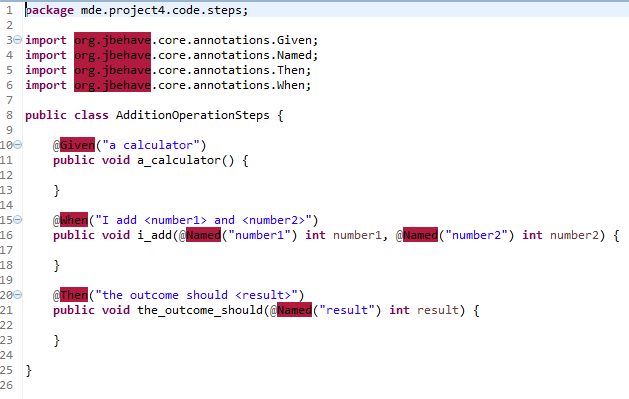 1 package mde.project4.code.steps;
2
3 import org.jbehave.core.annotations.Given;
4 import org.jbehave.core.annotations.Named;
5 import org.jbehave.core.annotations.Then;
6 import org.jbehave.core.annotations.When;
7
8 public class AdditionOperationSteps {
9
10 @Given("a calculator")
11 public void a_calculator() {
12
13 }
14
15 @When("I add <number1> and <number2>")
16 public void i_add(@Named("number1") int number1, @Named("number2") int number2) {
17
18 }
19
20 @Then("the outcome should <result>")
21 public void the_outcome_should(@Named("result") int result) {
22
23 }
24
25 }
26